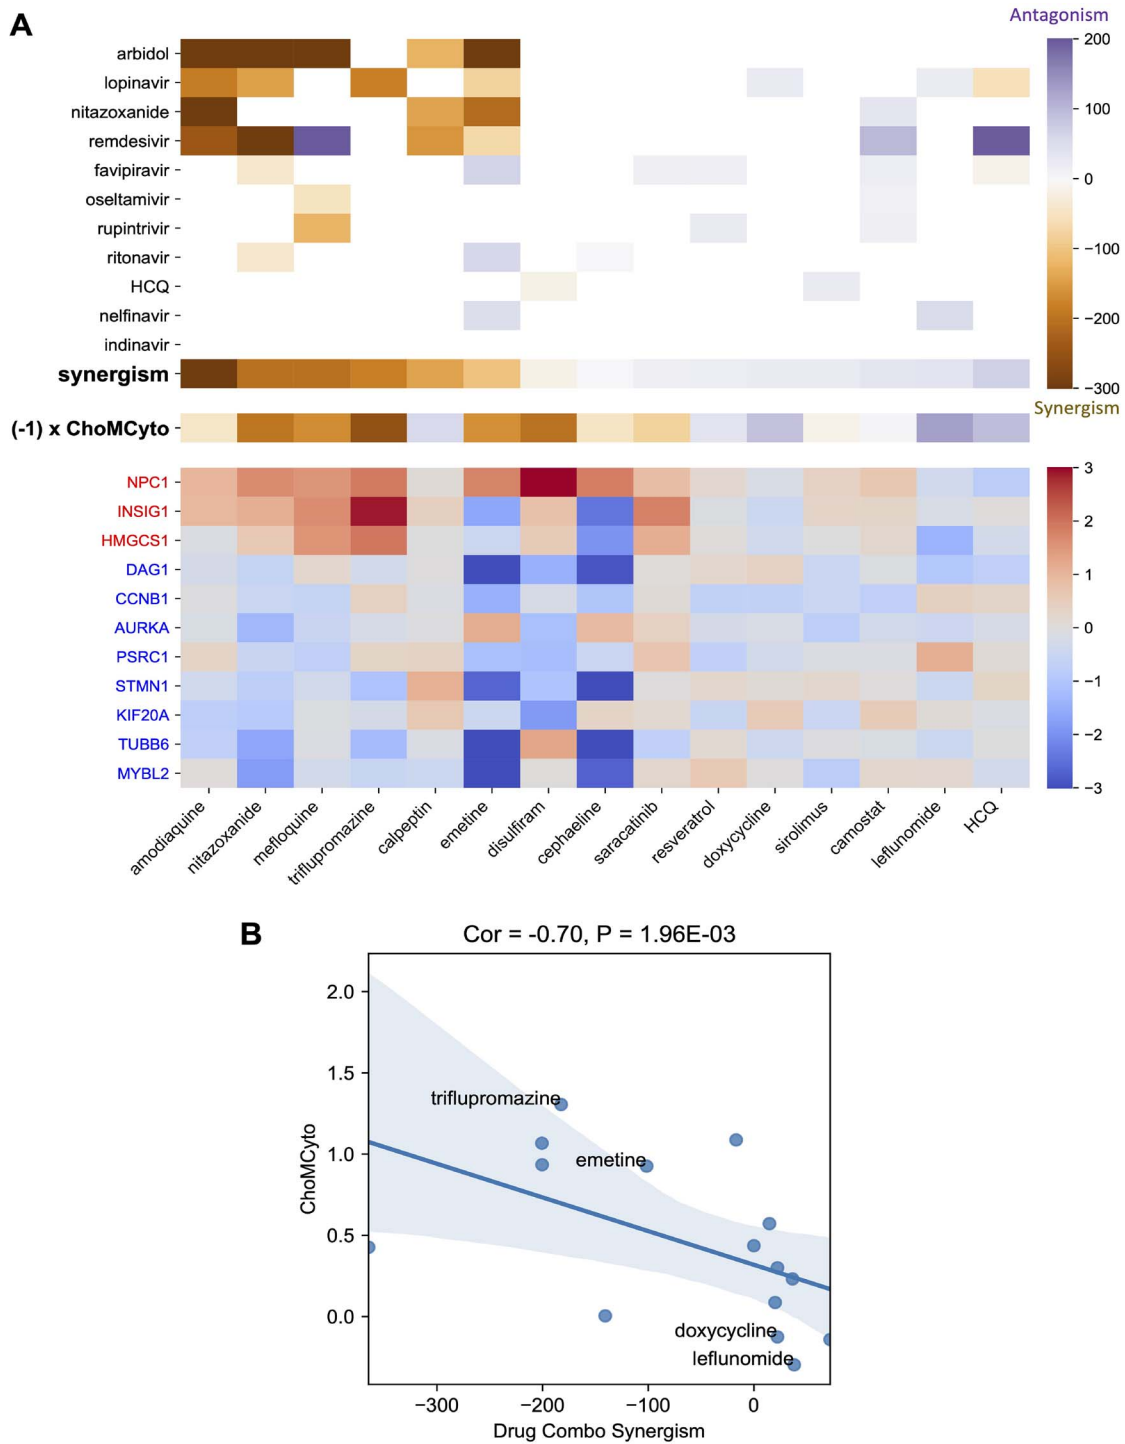 A
Antagonism
arbidol
lopinavir
nitazoxanide
remdesivir
favipiravir
oseltamivir
rupintrivir
ritonavir
HCQ
nelfinavir
indinavir
synergism
(-1) x ChoMCyto
200
100
0
−100
−200
−300
Synergism
NPC1
INSIG1
HMGCS1
DAG1
CCNB1
AURKA
PSRC1
STMN1
KIF20A
TUBB6
MYBL2
3
2
1
0
−1
−2
−3
amodiaquine
nitazoxanide
mefloquine
triflupromazine
calpeptin
emetine
disulfiram
cephaeline
saracatinib
resveratrol
doxycycline
sirolimus
camostat
leflunomide
HCQ
B
Cor = -0.70, P = 1.96E-03
ChoMCyto
2.0
1.5
1.0
0.5
0.0
triflupromazine
emetine
doxycycline
leflunomide
−300
−200
−100
0
Drug Combo Synergism